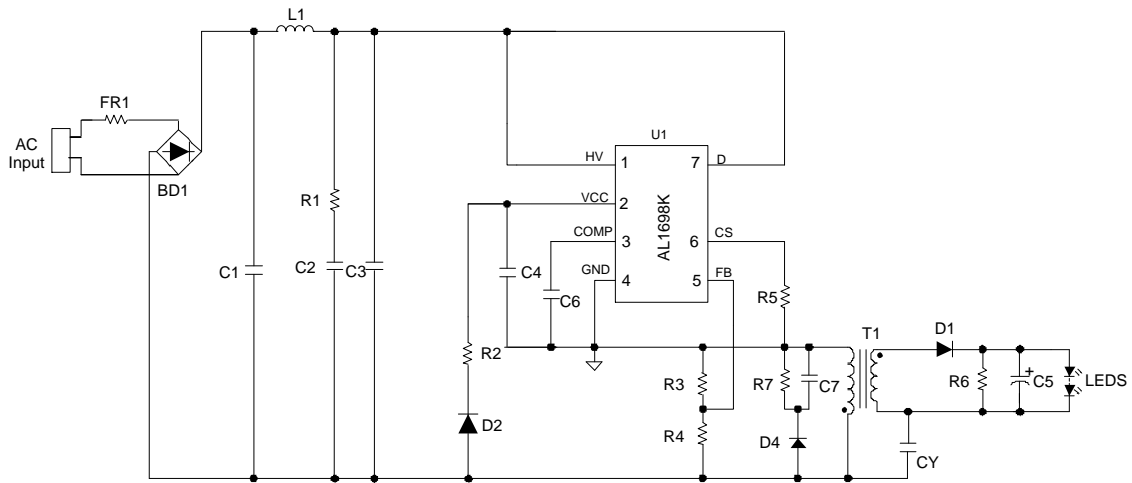 L1
FR1
AC
Input
BD1
U1
HV
1
7
D
R1
VCC
2
AL1698K
COMP
3
6
CS
C1
C2
C3
C4
GND
4
5
FB
C6
R5
T1
D1
R2
R3
R7
C7
R6
+
C5
LEDS
D2
R4
D4
CY